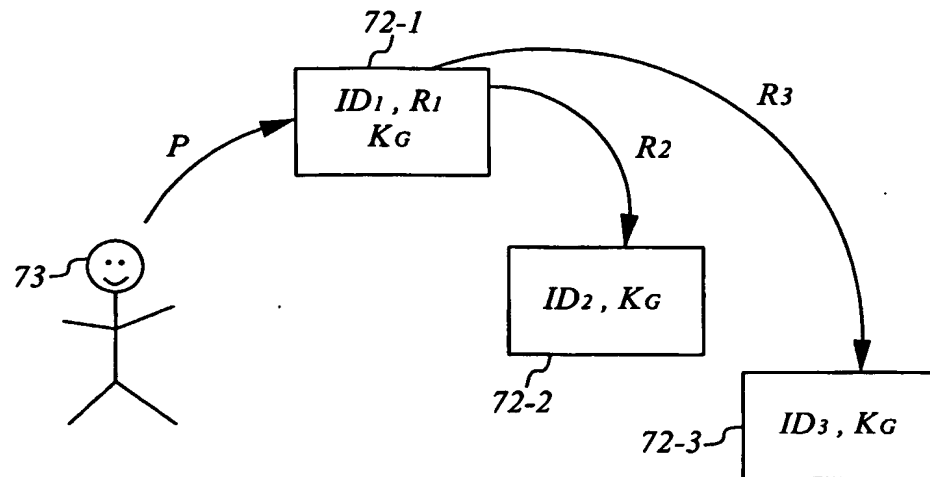 72-1
ID1 , R1
KG
P
R2
R3
73
ID2 , KG
72-2
ID3 , KG
72-3